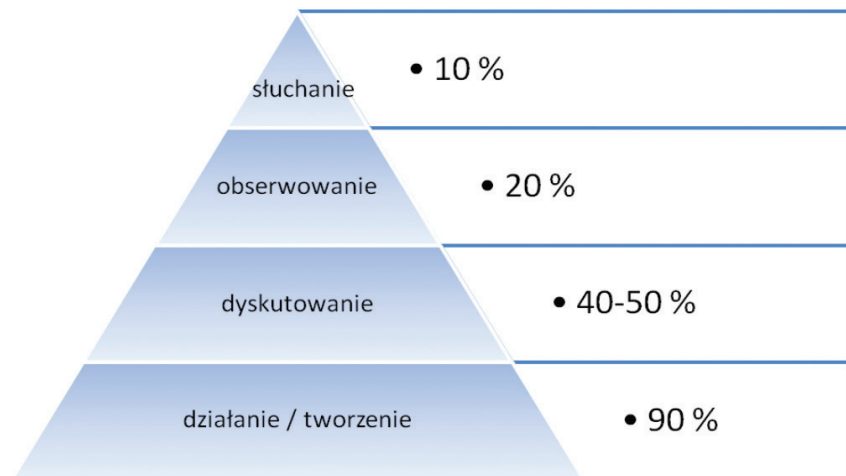 słuchanie
• 10 %
obserwowanie
• 20 %
dyskutowanie
• 40-50 %
działanie / tworzenie
• 90 %